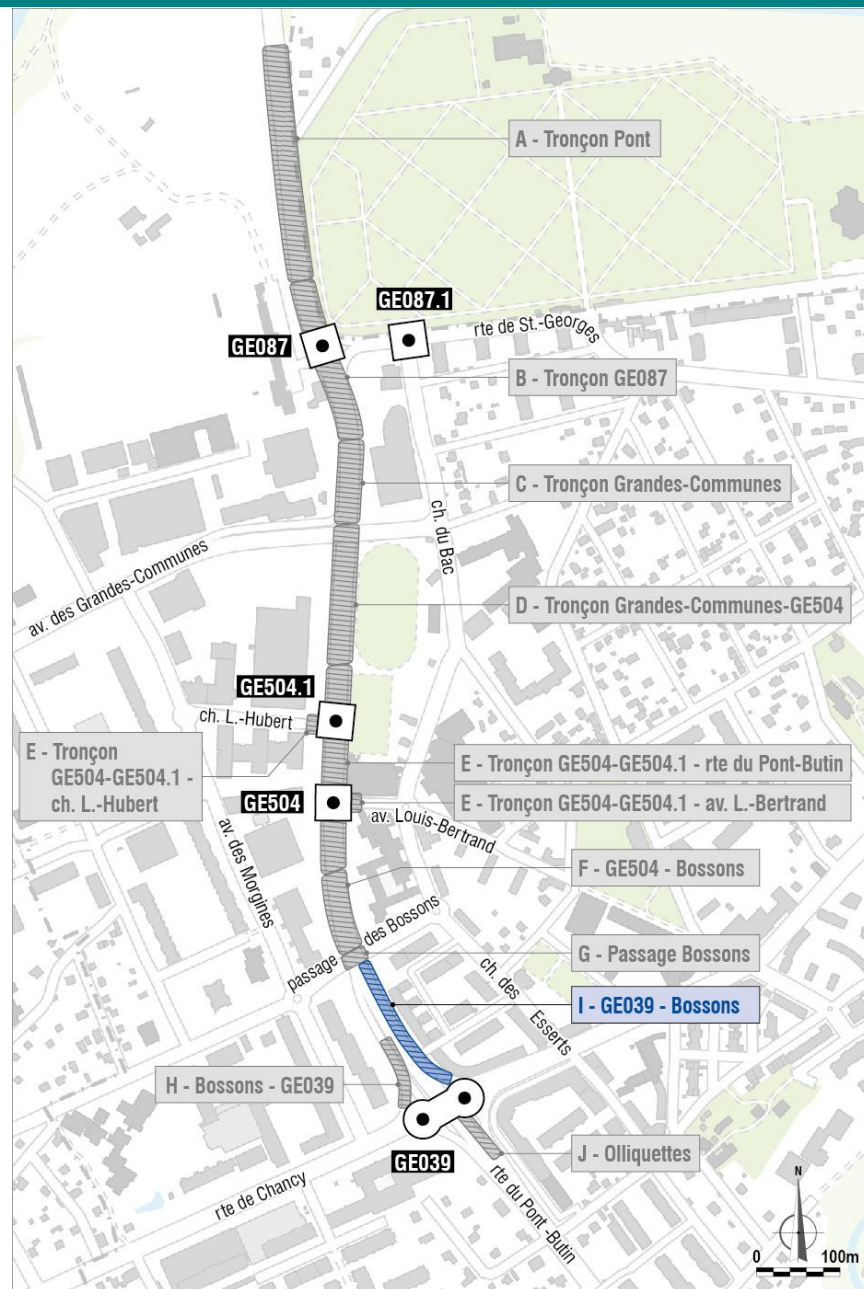 A - Tronçon Pont
GE087.1
GE087
rte de St.-Georges
B - Tronçon GE087
C - Tronçon Grandes-Communes
ch. du Bac
av. des Grandes-Communes
D - Tronçon Grandes-Communes-GE504
GE504.1
ch. L.-Hubert
E - Tronçon
GE504-GE504.1 -
ch. L.-Hubert
E - Tronçon GE504-GE504.1 - rte du Pont-Butin
GE504
E - Tronçon GE504-GE504.1 - av. L.-Bertrand
av. Louis-Bertrand
av. des Morgines
F - GE504 - Bossons
passage des Bossons
G - Passage Bossons
ch. des Esserts
I - GE039 - Bossons
H - Bossons - GE039
GE039
J - Olliquettes
rte de Chancy
rte du Pont-Butin
N
0 100m